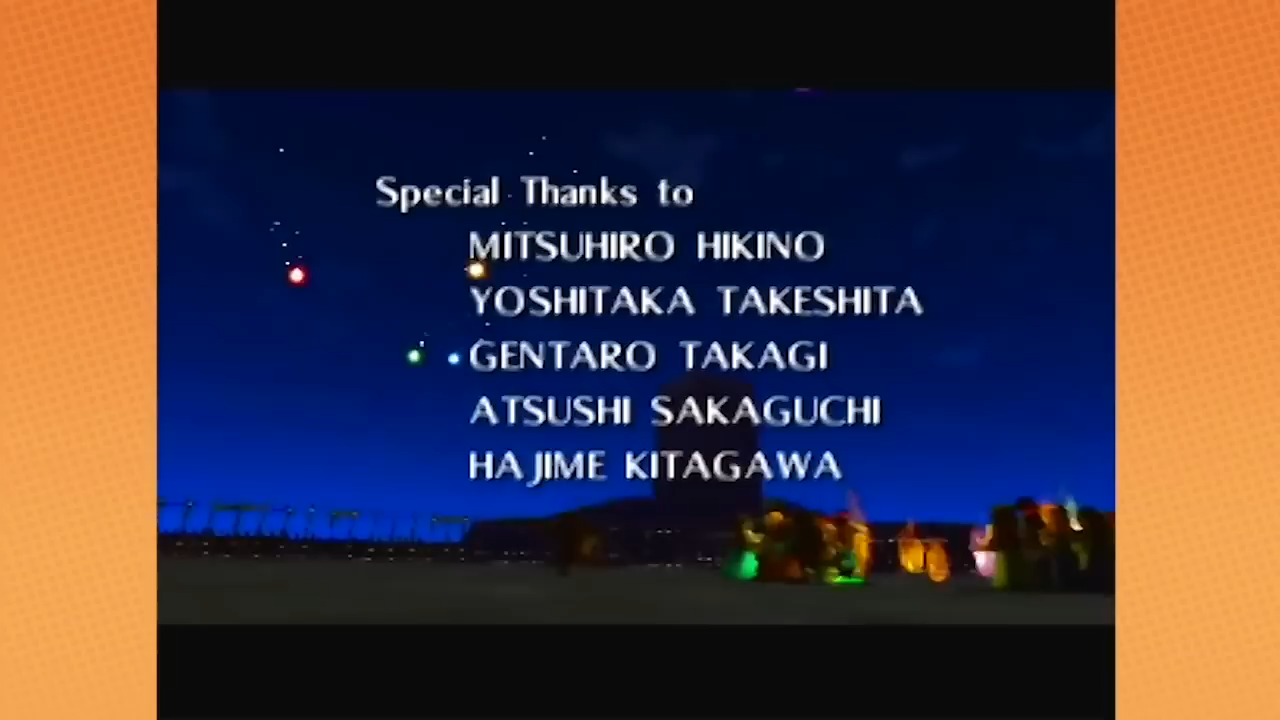 Special Thanks to
MITSUHIRO HIKINO
YOSHITAKA TAKESHITA
GENTARO TAKAGI
ATSUSHI SAKAGUCHI
HAJIME KITAGAWA